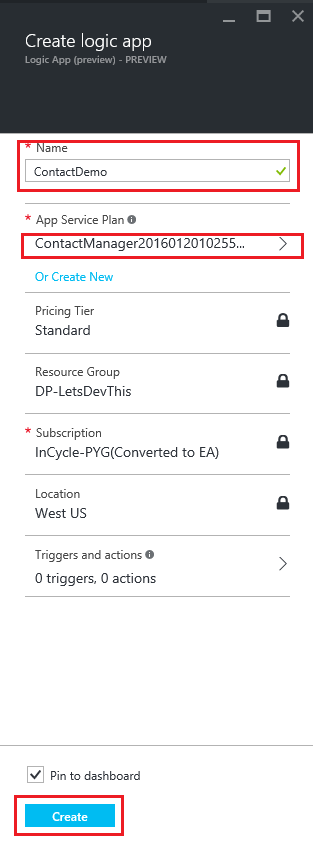 Create logic app
Logic App (preview) - PREVIEW
* Name
ContactDemo
* App Service Plan
ContactManager2016012010255...
Or Create New
Pricing Tier
Standard
Resource Group
DP-LetsDevThis
* Subscription
InCycle-PYG(Converted to EA)
Location
West US
Triggers and actions
0 triggers, 0 actions
Pin to dashboard
Create